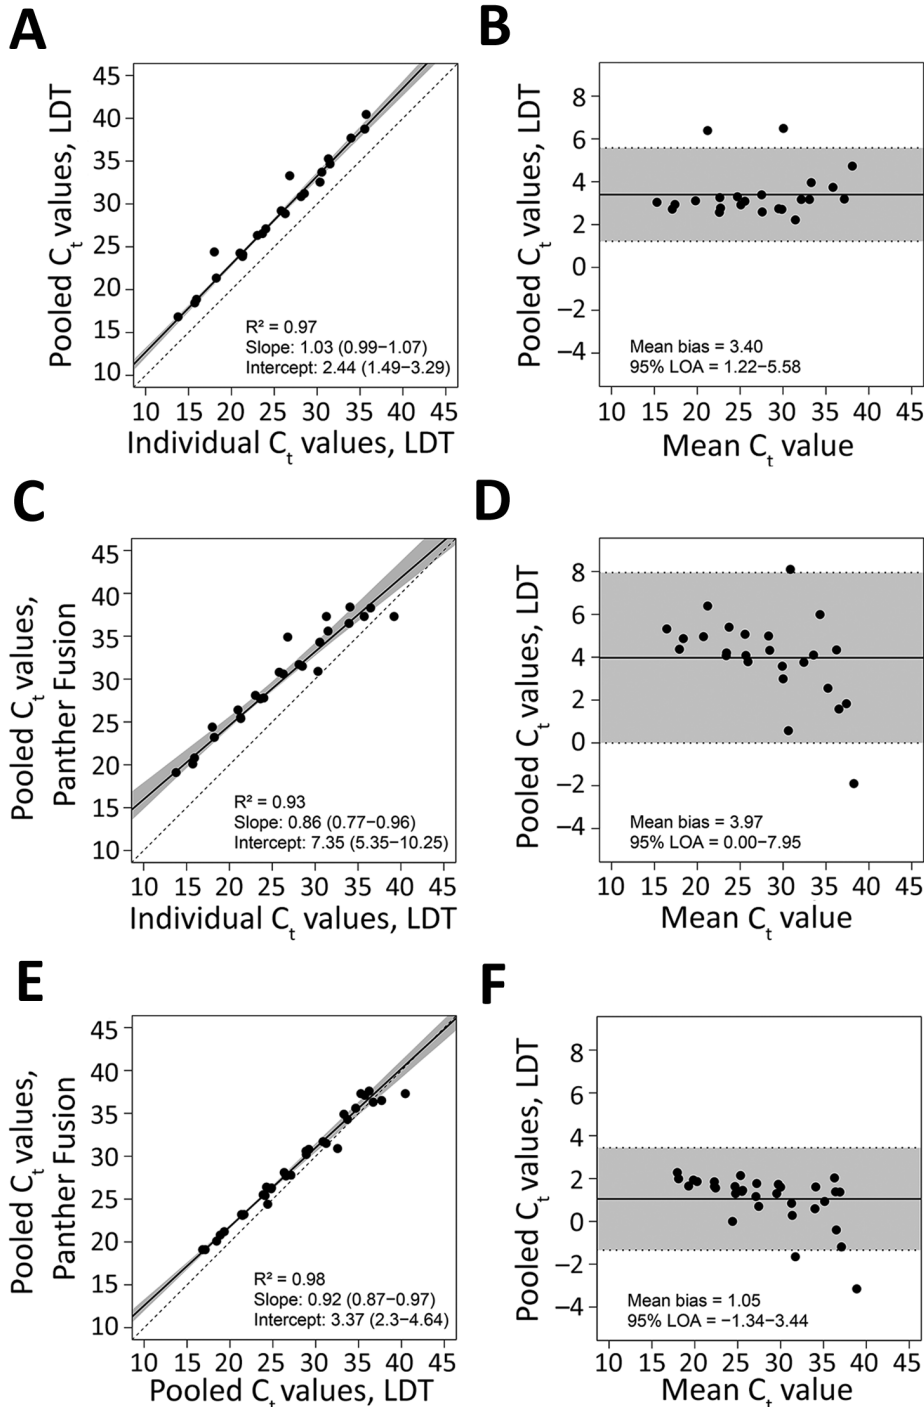 A
Pooled Ct values, LDT
45
40
35
30
25
20
15
10
R² = 0.97
Slope: 1.03 (0.99−1.07)
Intercept: 2.44 (1.49−3.29)
10 15 20 25 30 35 40 45
Individual Ct values, LDT
B
Pooled Ct values, LDT
8
6
4
2
0
−2
−4
Mean bias = 3.40
95% LOA = 1.22−5.58
10 15 20 25 30 35 40 45
Mean Ct value
C
Pooled Ct values,
Panther Fusion
45
40
35
30
25
20
15
10
R² = 0.93
Slope: 0.86 (0.77−0.96)
Intercept: 7.35 (5.35−10.25)
10 15 20 25 30 35 40 45
Individual Ct values, LDT
D
Pooled Ct values, LDT
8
6
4
2
0
−2
−4
Mean bias = 3.97
95% LOA = 0.00−7.95
10 15 20 25 30 35 40 45
Mean Ct value
E
Pooled Ct values,
Panther Fusion
45
40
35
30
25
20
15
10
R² = 0.98
Slope: 0.92 (0.87−0.97)
Intercept: 3.37 (2.3−4.64)
10 15 20 25 30 35 40 45
Pooled Ct values, LDT
F
Pooled Ct values, LDT
8
6
4
2
0
−2
−4
Mean bias = 1.05
95% LOA = −1.34−3.44
10 15 20 25 30 35 40 45
Mean Ct value